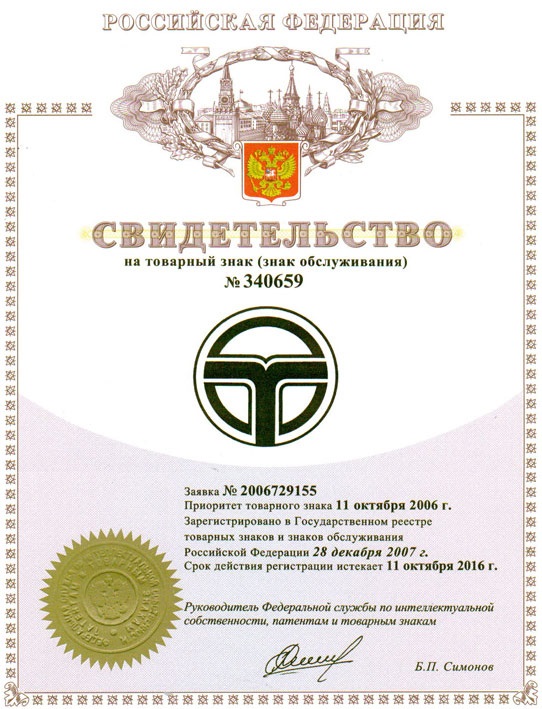 РОССИЙСКАЯ ФЕДЕРАЦИЯ
СВИДЕТЕЛЬСТВО
на товарный знак (знак обслуживания)
№ 340659
Заявка № 2006729155
Приоритет товарного знака 11 октября 2006 г.
Зарегистрировано в Государственном реестре
товарных знаков и знаков обслуживания
Российской Федерации 28 декабря 2007 г.
Срок действия регистрации истекает 11 октября 2016 г.
Руководитель Федеральной службы по интеллектуальной
собственности, патентам и товарным знакам
Б.П. Симонов